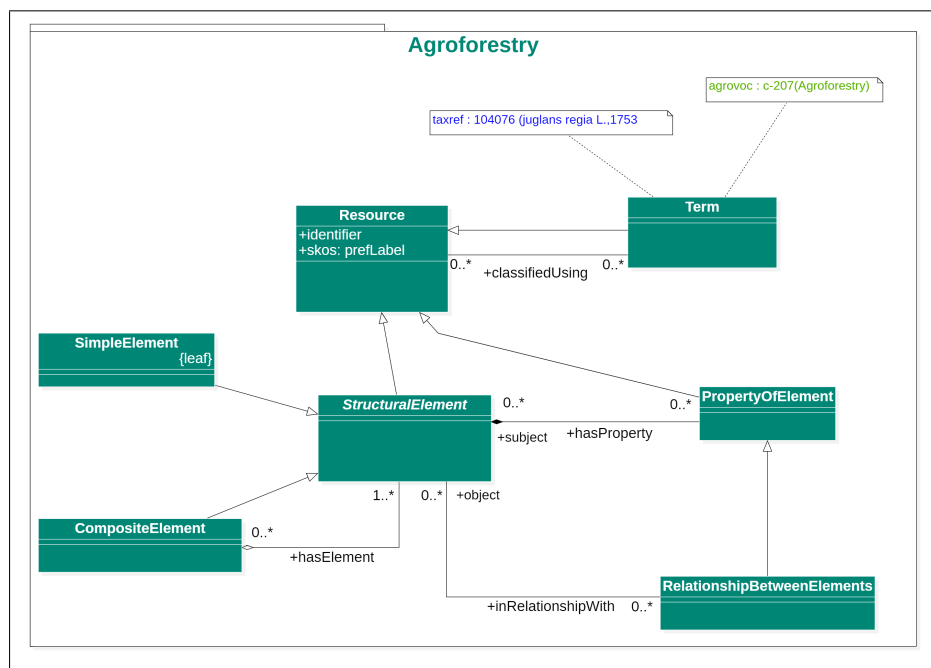 Agroforestry
agrovoc : c-207(Agroforestry)
taxref : 104076 (juglans regia L.,1753
Term
Resource
+identifier
+skos: prefLabel
0..*
+classifiedUsing
0..*
SimpleElement
{leaf}
StructuralElement
0..*
+subject
+hasProperty
0..*
PropertyOfElement
1..*
0..*
+object
CompositeElement
0..*
+hasElement
RelationshipBetweenElements
+inRelationshipWith
0..*